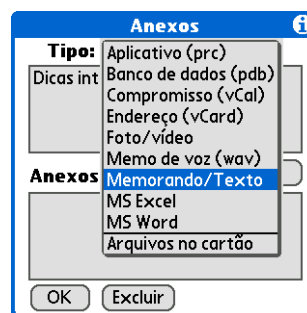 Anexos
Tipo:
Aplicativo (prc)
Banco de dados (pdb)
Compromisso (vCal)
Endereço (vCard)
Foto/vídeo
Memo de voz (wav)
Memorando/Texto
MS Excel
MS Word
Arquivos no cartão
Dicas int
Anexos
OK
Excluir